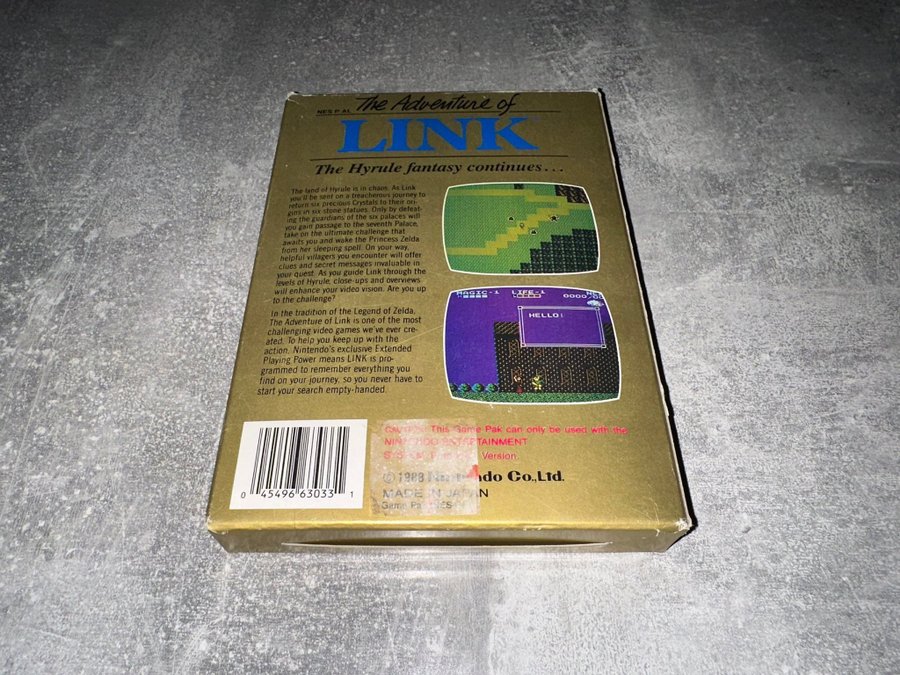 NES-P-AL
The Adventure of
LINK
The Hyrule fantasy continues...
The land of Hyrule is in chaos. As Link
you'll be sent on a treacherous journey to
return six precious Crystals to their ori-
gins in six stone statues. Only by defeat-
ing the guardians of the six palaces will
you gain passage to the seventh Palace,
take on the ultimate challenge that
awaits you and wake the Princess Zelda
from her sleeping spell. On your way,
helpful villagers you encounter will offer
clues and secret messages invaluable in
your quest. As you guide Link through the
levels of Hyrule, close-ups and overviews
will enhance your video vision. Are you up
to the challenge?
In the tradition of the Legend of Zelda,
The Adventure of Link is one of the most
challenging video games we've ever cre-
ated. To help you keep up with the
action, Nintendo's exclusive Extended
Playing Power means LINK is pro-
grammed to remember everything you
find on your journey, so you never have to
start your search empty-handed.
MAGIC-1 LIFE-1
0000/00
HELLO!
CAUTION: This Game Pak can only be used with the
NINTENDO ENTERTAINMENT
SYSTEM Version.
© 1988 Nintendo Co., Ltd.
MADE IN JAPAN
Game Pak
0 45496 63033 1